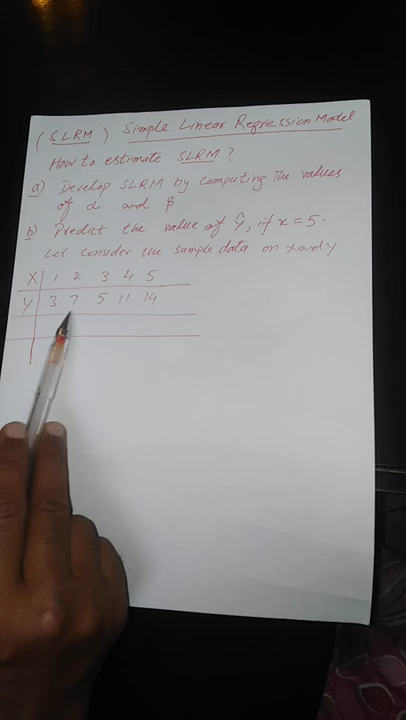 (SLRM) Simple Linear Regression Model
How to estimate SLRM?
a) Develop SLRM by computing The values
of α and β
b) Predict the value of Ŷ, if x=5.
Let Consider the sample data on x and y
X 1 2 3 4 5
Y 3 7 5 11 14